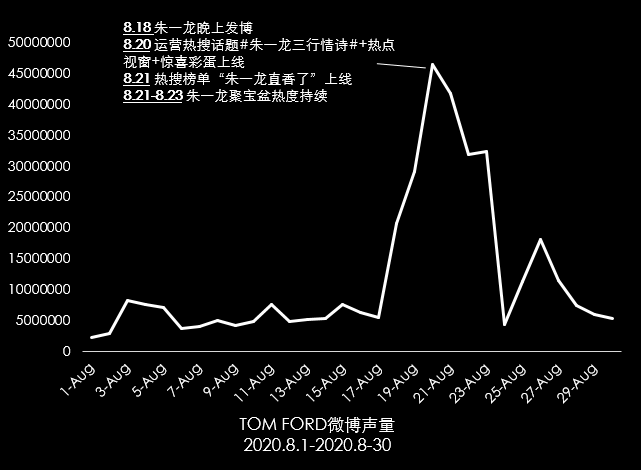 8.18 朱一龙晚上发博
8.20 运营热搜话题#朱一龙三行情诗#+热点
视窗+惊喜彩蛋上线
8.21 热搜榜单“朱一龙直香了”上线
8.21-8.23 朱一龙聚宝盆热度持续
50000000
45000000
40000000
35000000
30000000
25000000
20000000
15000000
10000000
5000000
0
1-Aug
3-Aug
5-Aug
7-Aug
9-Aug
11-Aug
13-Aug
15-Aug
17-Aug
19-Aug
21-Aug
23-Aug
25-Aug
27-Aug
29-Aug
TOM FORD微博声量
2020.8.1-2020.8-30